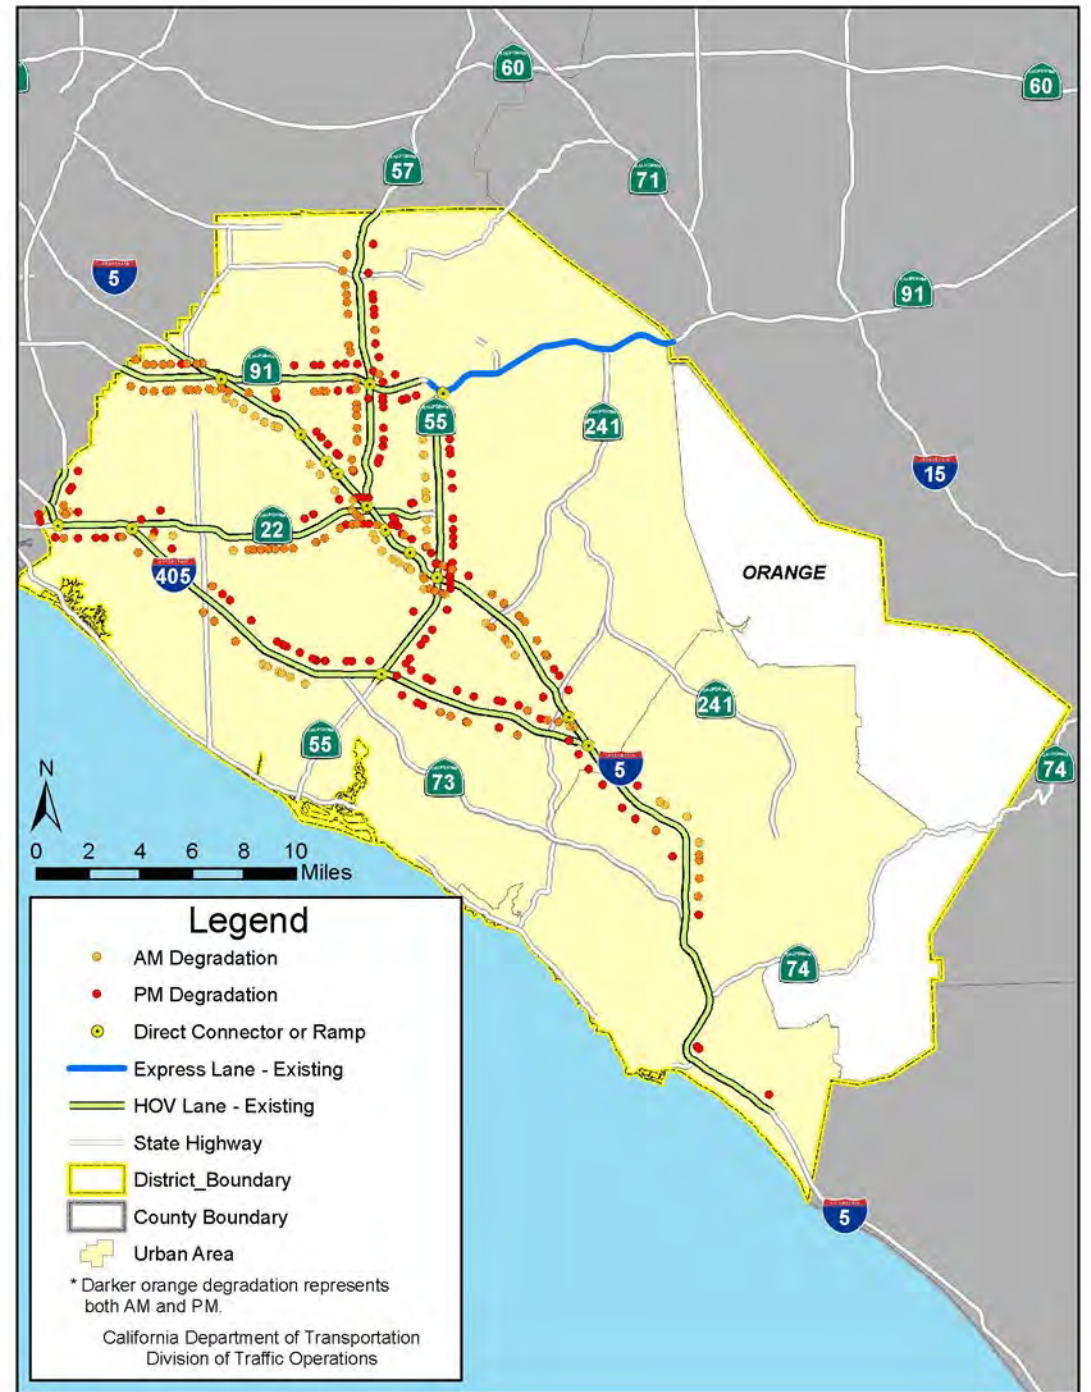 60
60
57
71
5
91
91
55
241
15
22
405
ORANGE
241
55
5
73
74
N
0 2 4 6 8 10
Miles
74
Legend
AM Degradation
PM Degradation
Direct Connector or Ramp
Express Lane - Existing
HOV Lane - Existing
State Highway
District_Boundary
County Boundary
Urban Area
* Darker orange degradation represents
both AM and PM.
California Department of Transportation
Division of Traffic Operations
5